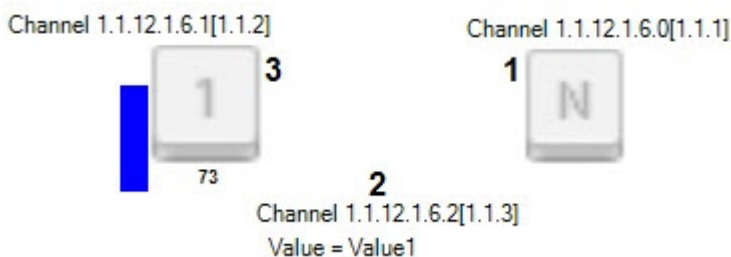 Channel 1.1.12.1.6.1[1.1.2]
Channel 1.1.12.1.6.0[1.1.1]
1
3
1
N
73
2
Channel 1.1.12.1.6.2[1.1.3]
Value = Value1